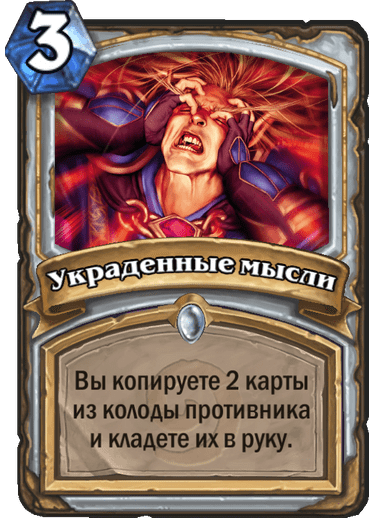 3
Украденные мысли
Вы копируете 2 карты
из колоды противника
и кладете их в руку.